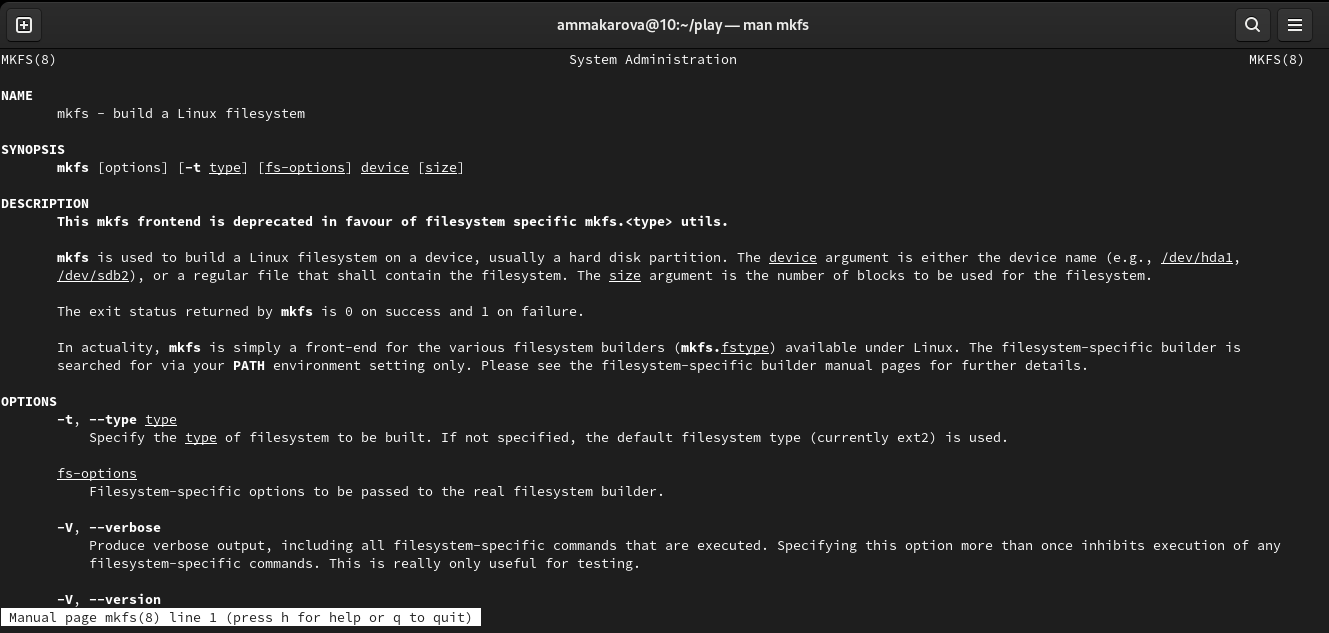 ammakarova@10:~/play — man mkfs
MKFS(8) System Administration MKFS(8)
NAME
mkfs - build a Linux filesystem
SYNOPSIS
mkfs [options] [-t type] [fs-options] device [size]
DESCRIPTION
This mkfs frontend is deprecated in favour of filesystem specific mkfs.<type> utils.
mkfs is used to build a Linux filesystem on a device, usually a hard disk partition. The device argument is either the device name (e.g., /dev/hda1,
/dev/sdb2), or a regular file that shall contain the filesystem. The size argument is the number of blocks to be used for the filesystem.
The exit status returned by mkfs is 0 on success and 1 on failure.
In actuality, mkfs is simply a front-end for the various filesystem builders (mkfs.fstype) available under Linux. The filesystem-specific builder is
searched for via your PATH environment setting only. Please see the filesystem-specific builder manual pages for further details.
OPTIONS
-t, --type type
Specify the type of filesystem to be built. If not specified, the default filesystem type (currently ext2) is used.
fs-options
Filesystem-specific options to be passed to the real filesystem builder.
-V, --verbose
Produce verbose output, including all filesystem-specific commands that are executed. Specifying this option more than once inhibits execution of any
filesystem-specific commands. This is really only useful for testing.
-V, --version
Manual page mkfs(8) line 1 (press h for help or q to quit)